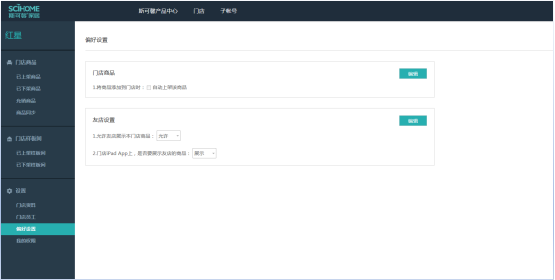 SCIHOME
斯可馨家居
斯可馨产品中心 门店 子帐号
红星
偏好设置
门店商品
已上架商品
已下架商品
充销商品
商品同步
门店样板间
已上架样板间
已下架样板间
设置
门店资料
门店员工
偏好设置
我的权限
门店商品
编辑
1.将商品添加到门店时： 自动上架该商品
友店设置
编辑
1.允许友店展示本门店商品： 允许
2.门店iPad App上，是否要展示友店的商品： 展示